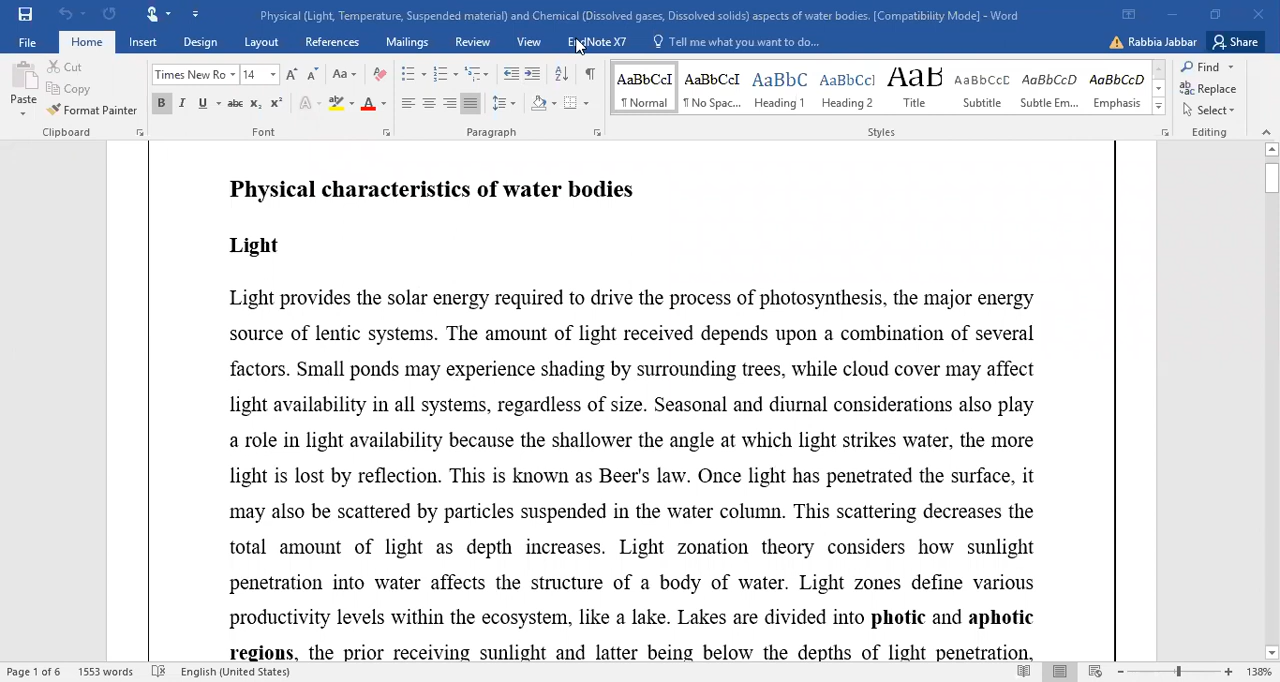 Physical (Light, Temperature, Suspended material) and Chemical (Dissolved gases, Dissolved solids) aspects of water bodies. [Compatibility Mode] - Word
File Home Insert Design Layout References Mailings Review View EndNote X7 Tell me what you want to do... Rabbia Jabbar Share
Paste Cut Copy Format Painter
Clipboard
Times New Ro 14
Font
Paragraph
AaBbCcI AaBbCcI AaBbC AaBbCcI AaB AaBbCcD AaBbCcD AaBbCcD
¶ Normal ¶ No Spac... Heading 1 Heading 2 Title Subtitle Subtle Em... Emphasis
Styles
Find
Replace
Select
Editing
Physical characteristics of water bodies
Light
Light provides the solar energy required to drive the process of photosynthesis, the major energy
source of lentic systems. The amount of light received depends upon a combination of several
factors. Small ponds may experience shading by surrounding trees, while cloud cover may affect
light availability in all systems, regardless of size. Seasonal and diurnal considerations also play
a role in light availability because the shallower the angle at which light strikes water, the more
light is lost by reflection. This is known as Beer's law. Once light has penetrated the surface, it
may also be scattered by particles suspended in the water column. This scattering decreases the
total amount of light as depth increases. Light zonation theory considers how sunlight
penetration into water affects the structure of a body of water. Light zones define various
productivity levels within the ecosystem, like a lake. Lakes are divided into photic and aphotic
regions, the prior receiving sunlight and latter being below the depths of light penetration,
Page 1 of 6 1553 words English (United States) 138%